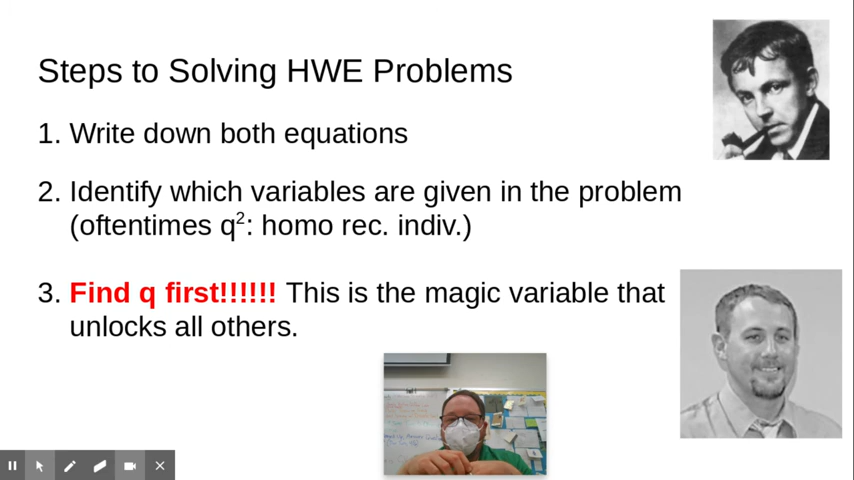 Steps to Solving HWE Problems
1. Write down both equations
2. Identify which variables are given in the problem
(oftentimes q²: homo rec. indiv.)
3. Find q first!!!!!! This is the magic variable that
unlocks all others.